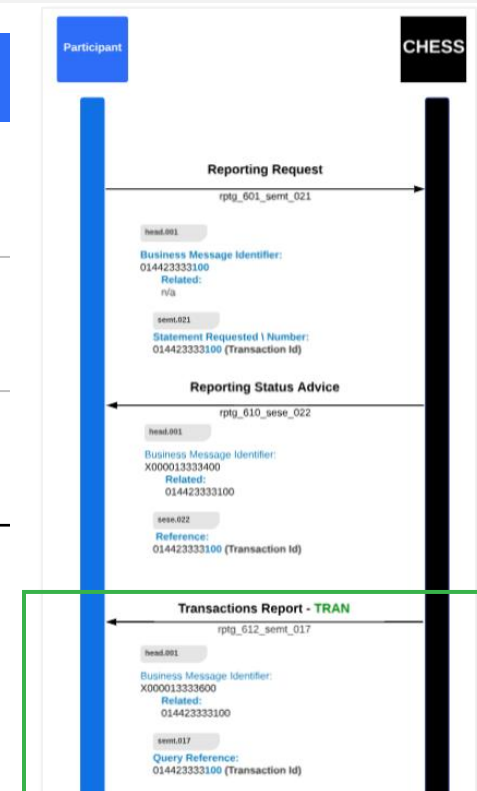 Participant
CHESS
Reporting Request
rptg_601_semt_021
head.001
Business Message Identifier:
014423333100
Related:
n/a
semt.021
Statement Requested \ Number:
014423333100 (Transaction Id)
Reporting Status Advice
rptg_610_sese_022
head.001
Business Message Identifier:
X000013333400
Related:
014423333100
sese.022
Reference:
014423333100 (Transaction Id)
Transactions Report - TRAN
rptg_612_semt_017
head.001
Business Message Identifier:
X000013333600
Related:
014423333100
semt.017
Query Reference:
014423333100 (Transaction Id)